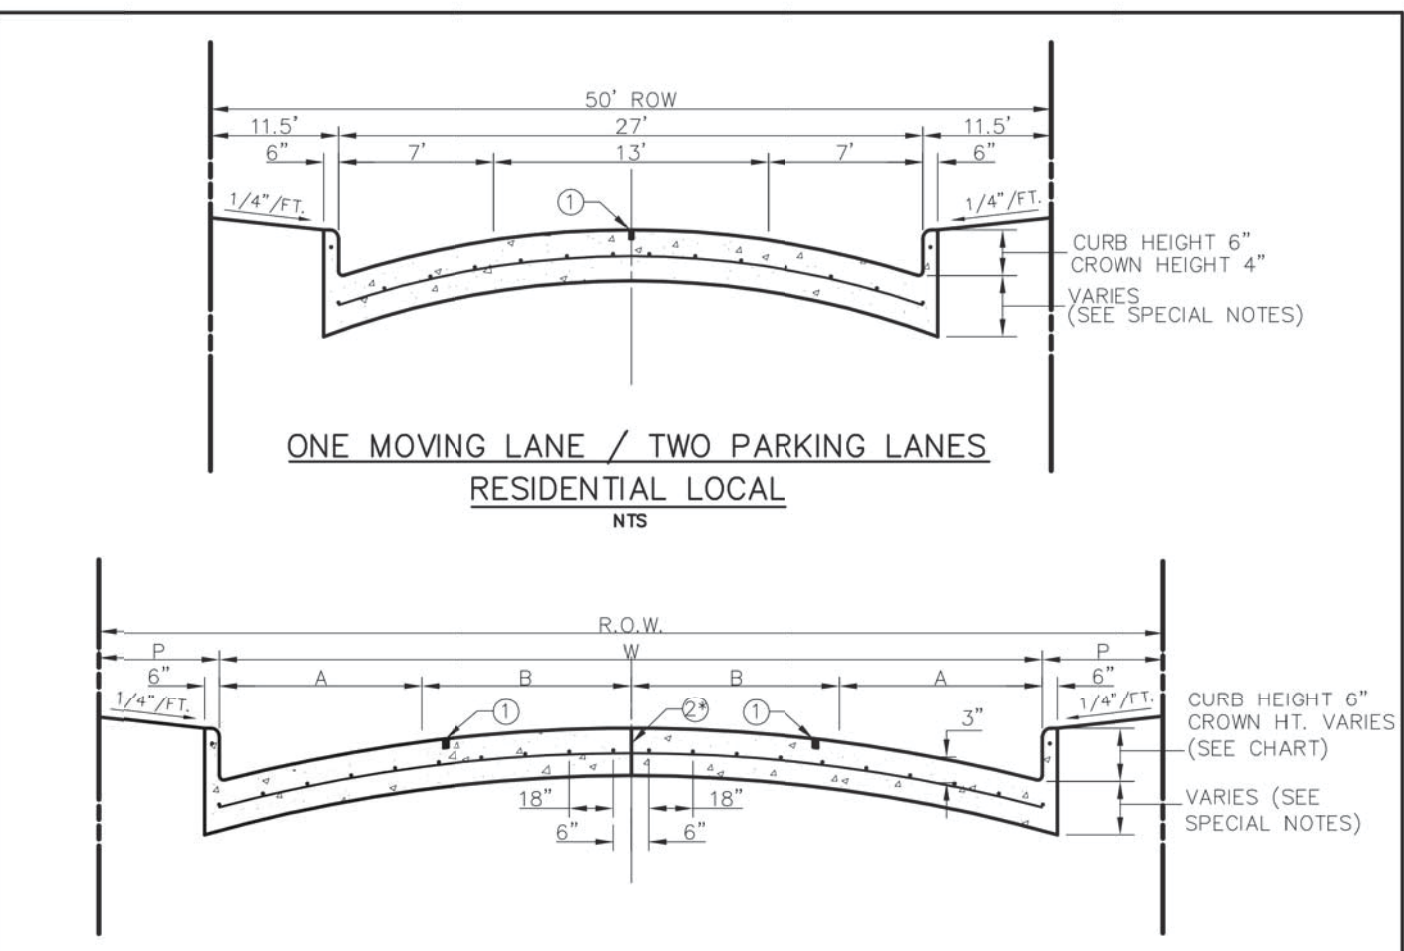 50' ROW
11.5' 27' 11.5'
6" 7' 13' 7' 6"
1/4"/FT. 1 1/4"/FT.
CURB HEIGHT 6"
CROWN HEIGHT 4"
VARIES
(SEE SPECIAL NOTES)
ONE MOVING LANE / TWO PARKING LANES
RESIDENTIAL LOCAL
NTS
R.O.W.
P W P
6" A B B A 6"
1/4"/FT. 1 2* 1 3" 1/4"/FT.
CURB HEIGHT 6"
CROWN HT. VARIES
(SEE CHART)
18" 18"
6" 6"
VARIES (SEE
SPECIAL NOTES)